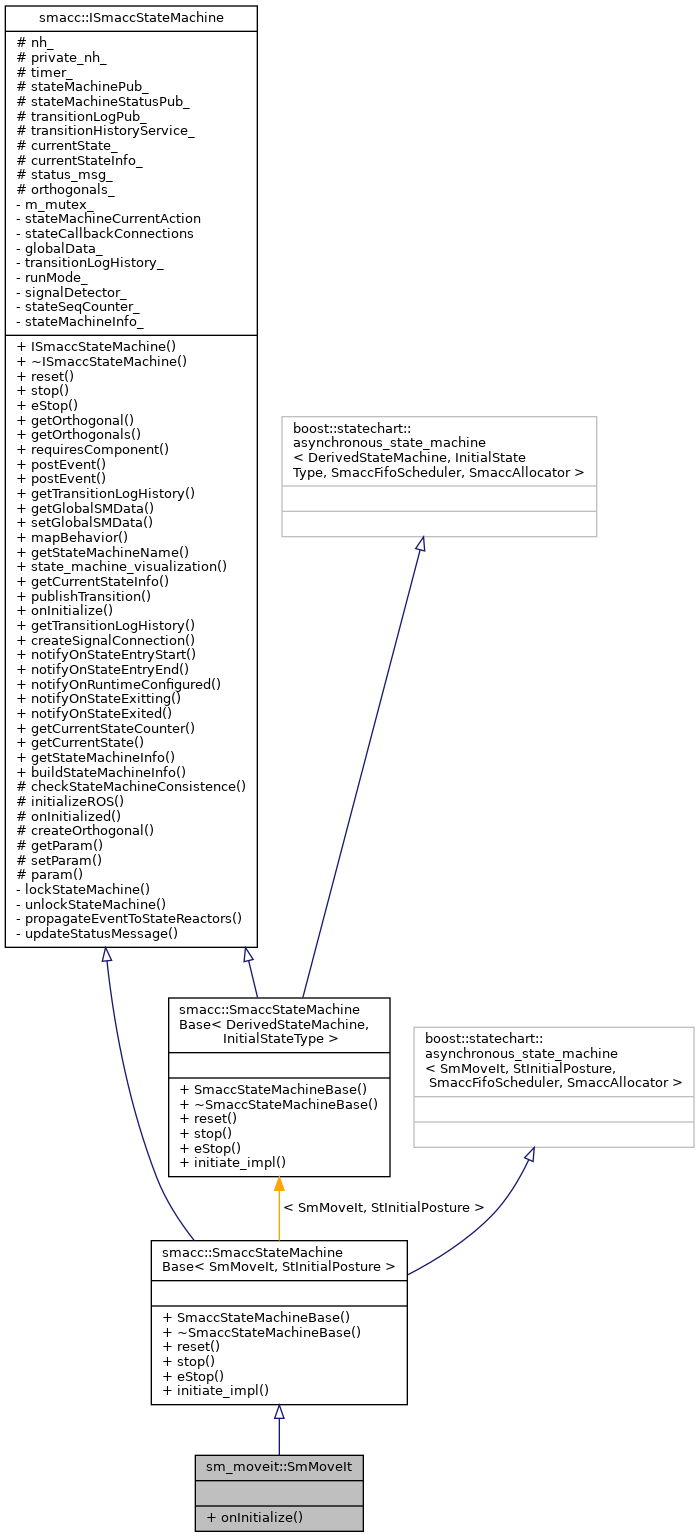 smacc::ISmaccStateMachine
# nh_
# private_nh_
# timer_
# stateMachinePub_
# stateMachineStatusPub_
# transitionLogPub_
# transitionHistoryService_
# currentState_
# currentStateInfo_
# status_msg_
# orthogonals_
- m_mutex_
- stateMachineCurrentAction
- stateCallbackConnections
- globalData_
- transitionLogHistory_
- runMode_
- signalDetector_
- stateSeqCounter_
- stateMachineInfo_
+ ISmaccStateMachine()
+ ~ISmaccStateMachine()
+ reset()
+ stop()
+ eStop()
+ getOrthogonal()
+ getOrthogonals()
+ requiresComponent()
+ postEvent()
+ postEvent()
+ getTransitionLogHistory()
+ getGlobalSMData()
+ setGlobalSMData()
+ mapBehavior()
+ getStateMachineName()
+ state_machine_visualization()
+ getCurrentStateInfo()
+ publishTransition()
+ onInitialize()
+ getTransitionLogHistory()
+ createSignalConnection()
+ notifyOnStateEntryStart()
+ notifyOnStateEntryEnd()
+ notifyOnRuntimeConfigured()
+ notifyOnStateExitting()
+ notifyOnStateExited()
+ getCurrentStateCounter()
+ getCurrentState()
+ getStateMachineInfo()
+ buildStateMachineInfo()
# checkStateMachineConsistence()
# initializeROS()
# onInitialized()
# createOrthogonal()
# getParam()
# setParam()
# param()
- lockStateMachine()
- unlockStateMachine()
- propagateEventToStateReactors()
- updateStatusMessage()
boost::statechart::
asynchronous_state_machine
< DerivedStateMachine, InitialState
Type, SmaccFifoScheduler, SmaccAllocator >
smacc::SmaccStateMachine
Base< DerivedStateMachine,
InitialStateType >
+ SmaccStateMachineBase()
+ ~SmaccStateMachineBase()
+ reset()
+ stop()
+ eStop()
+ initiate_impl()
boost::statechart::
asynchronous_state_machine
< SmMoveIt, StInitialPosture,
SmaccFifoScheduler, SmaccAllocator >
< SmMoveIt, StInitialPosture >
smacc::SmaccStateMachine
Base< SmMoveIt, StInitialPosture >
+ SmaccStateMachineBase()
+ ~SmaccStateMachineBase()
+ reset()
+ stop()
+ eStop()
+ initiate_impl()
sm_moveit::SmMoveIt
+ onInitialize()